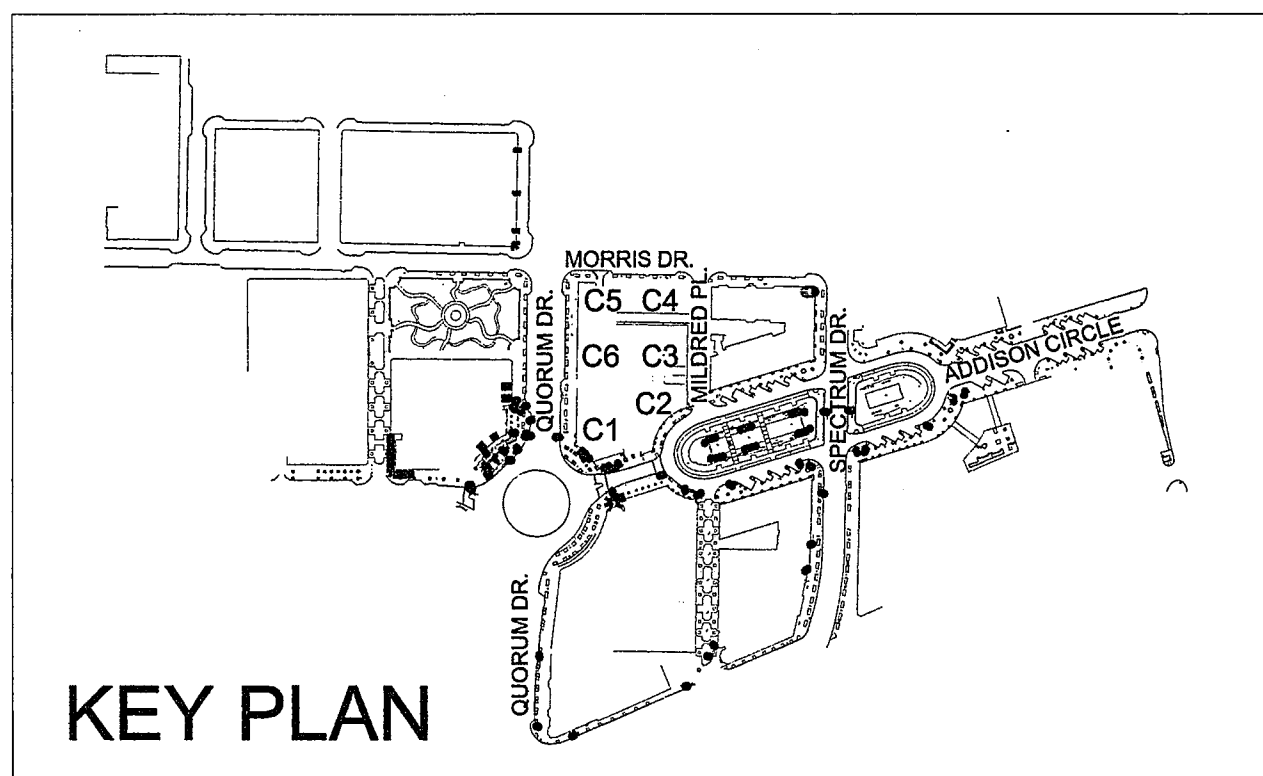 MORRIS DR.
C5 C4
MILDRED PL.
QUORUM DR.
SPECTRUM DR.
C6 C3
ADDISON CIRCLE
C2
C1
QUORUM DR.
KEY PLAN